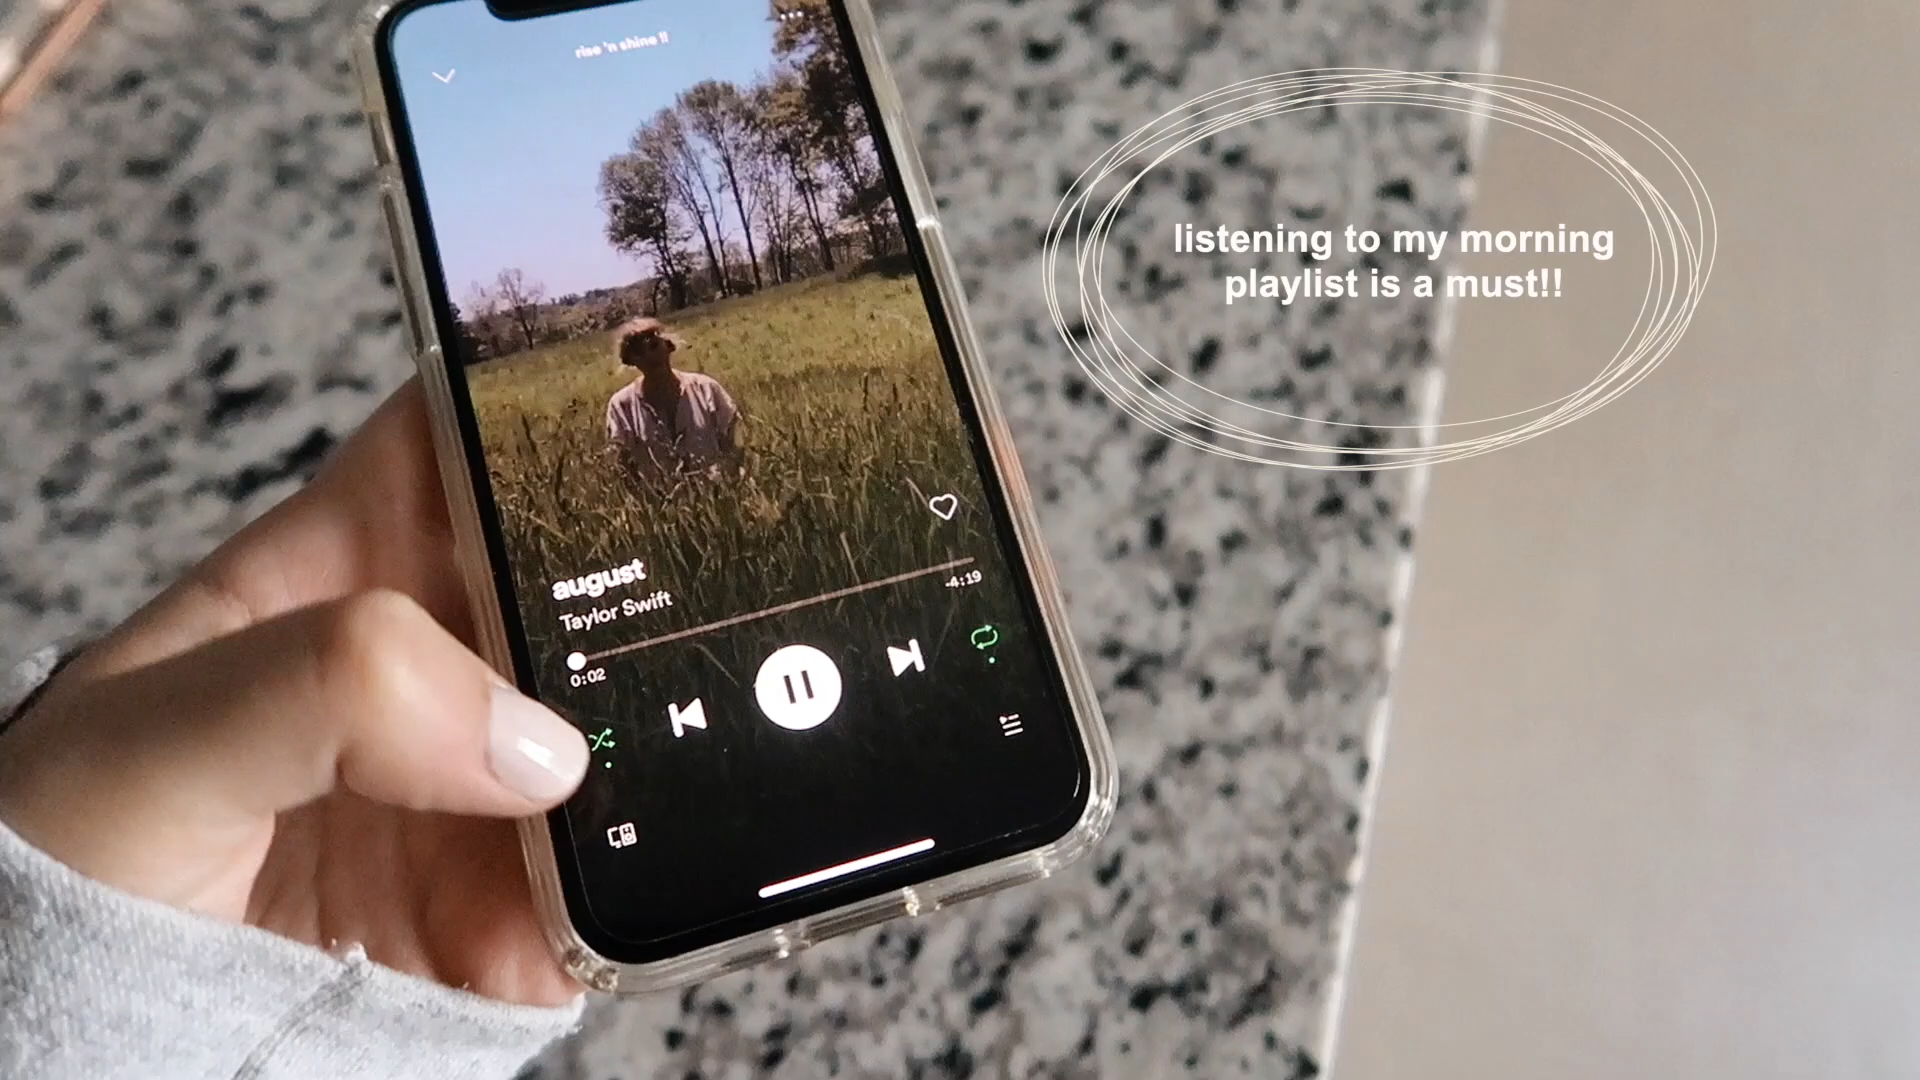 rise 'n shine !!
listening to my morning
playlist is a must!!
august
Taylor Swift
0:02
-4:19